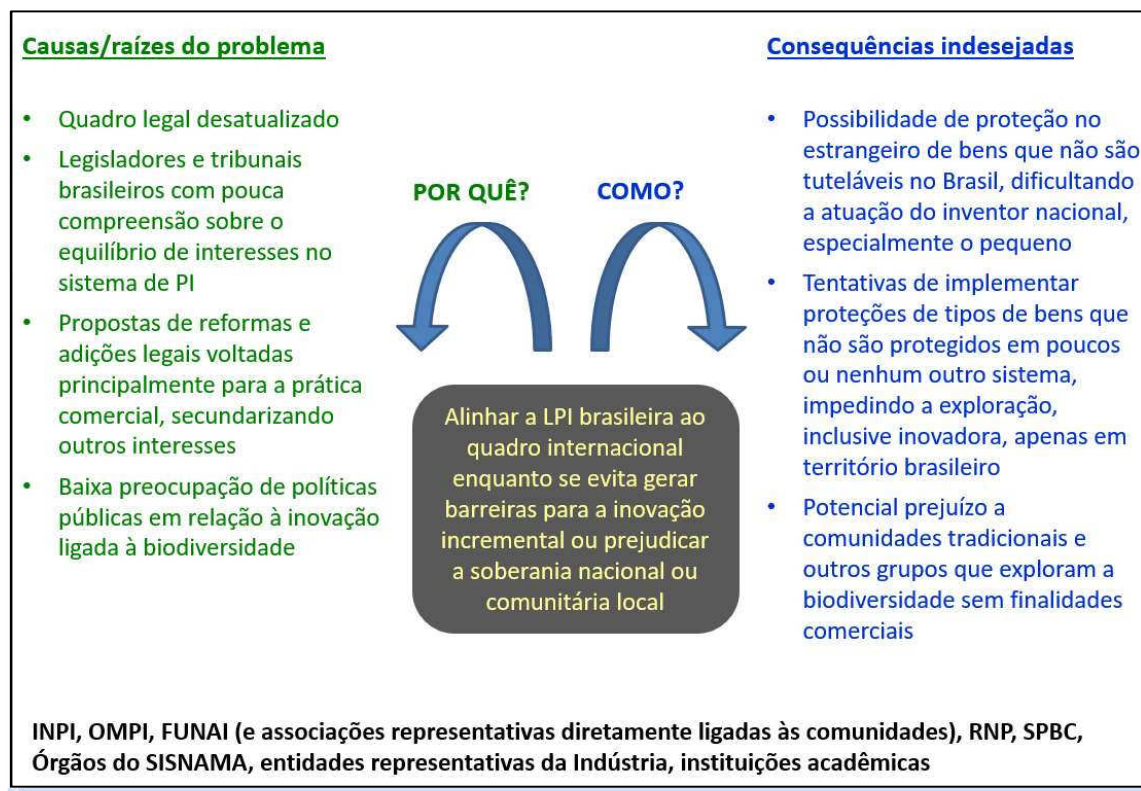 Causas/raízes do problema
• Quadro legal desatualizado
• Legisladores e tribunais
brasileiros com pouca
compreensão sobre o
equilíbrio de interesses no
sistema de PI
• Propostas de reformas e
adições legais voltadas
principalmente para a prática
comercial, secundarizando
outros interesses
• Baixa preocupação de políticas
públicas em relação à inovação
ligada à biodiversidade
POR QUÊ?
COMO?
Alinhar a LPI brasileira ao
quadro internacional
enquanto se evita gerar
barreiras para a inovação
incremental ou prejudicar
a soberania nacional ou
comunitária local
Consequências indesejadas
• Possibilidade de proteção no
estrangeiro de bens que não são
tuteláveis no Brasil, dificultando
a atuação do inventor nacional,
especialmente o pequeno
• Tentativas de implementar
proteções de tipos de bens que
não são protegidos em poucos
ou nenhum outro sistema,
impedindo a exploração,
inclusive inovadora, apenas em
território brasileiro
• Potencial prejuízo a
comunidades tradicionais e
outros grupos que exploram a
biodiversidade sem finalidades
comerciais
INPI, OMPI, FUNAI (e associações representativas diretamente ligadas às comunidades), RNP, SPBC,
Órgãos do SISNAMA, entidades representativas da Indústria, instituições acadêmicas